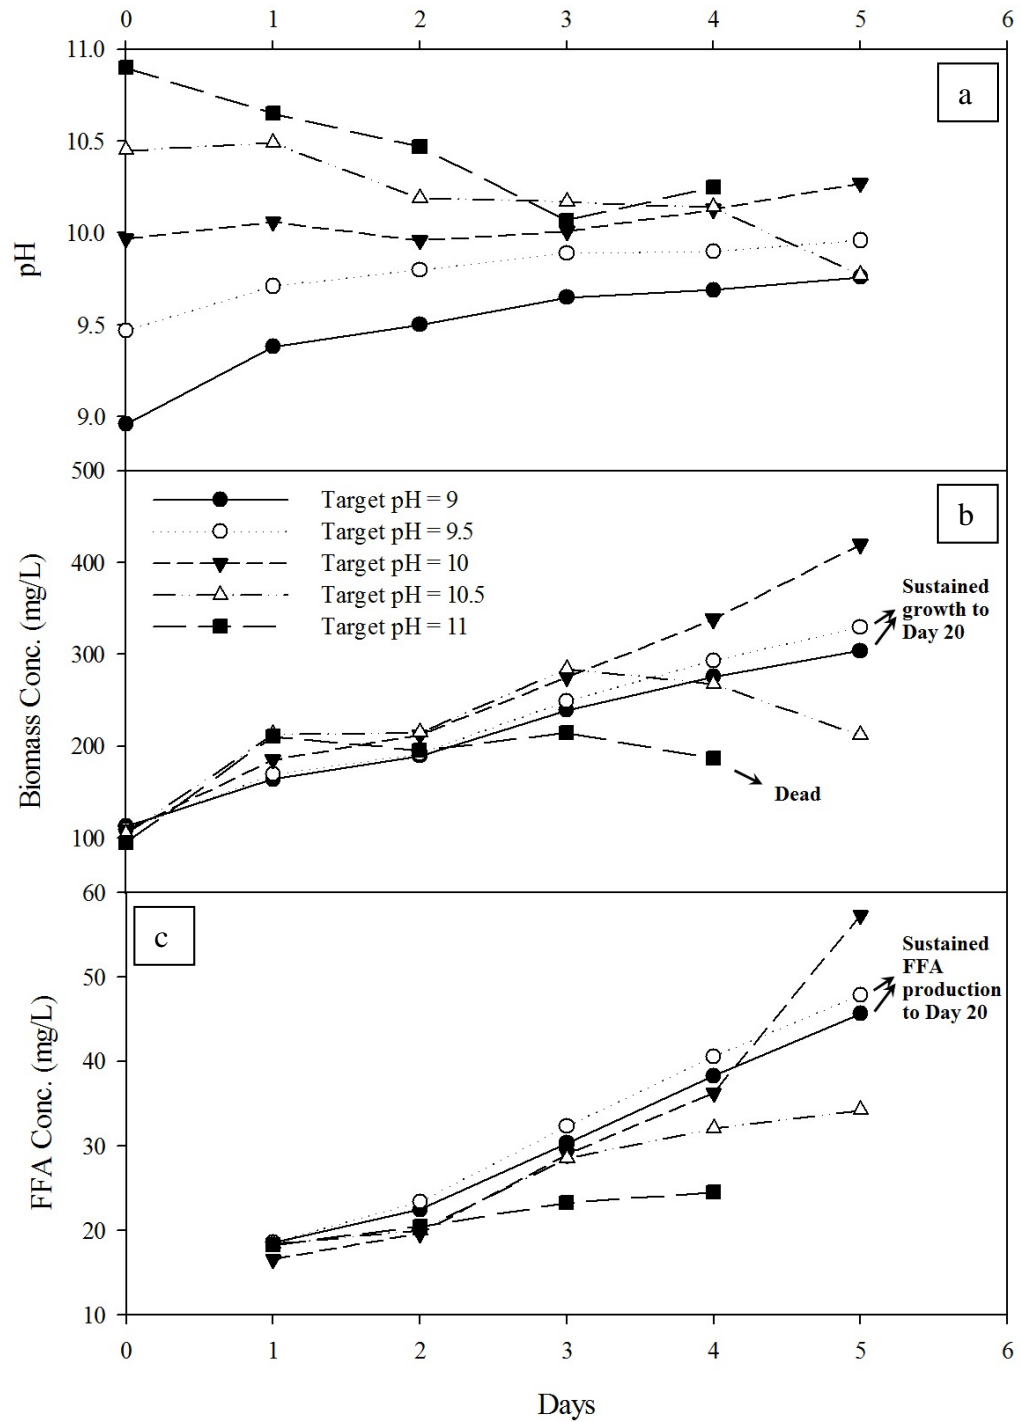 0 1 2 3 4 5 6
11.0
10.5
10.0
9.5
9.0
pH
a
500
400
300
200
100
Biomass Conc. (mg/L)
Target pH = 9
Target pH = 9.5
Target pH = 10
Target pH = 10.5
Target pH = 11
b
Sustained
growth to
Day 20
Dead
60
50
40
30
20
10
FFA Conc. (mg/L)
c
Sustained
FFA
production
to Day 20
0 1 2 3 4 5 6
Days